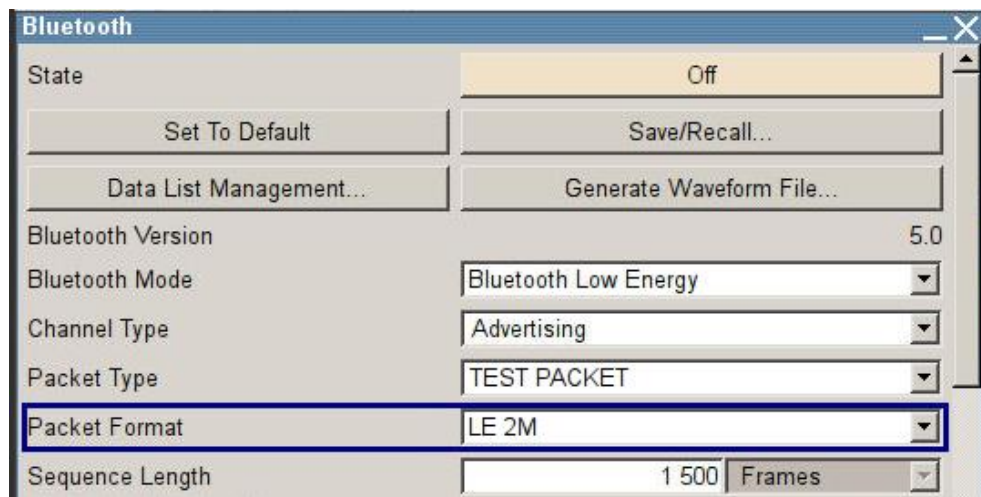 Bluetooth
State Off
Set To Default Save/Recall...
Data List Management... Generate Waveform File...
Bluetooth Version 5.0
Bluetooth Mode Bluetooth Low Energy
Channel Type Advertising
Packet Type TEST PACKET
Packet Format LE 2M
Sequence Length 1 500 Frames